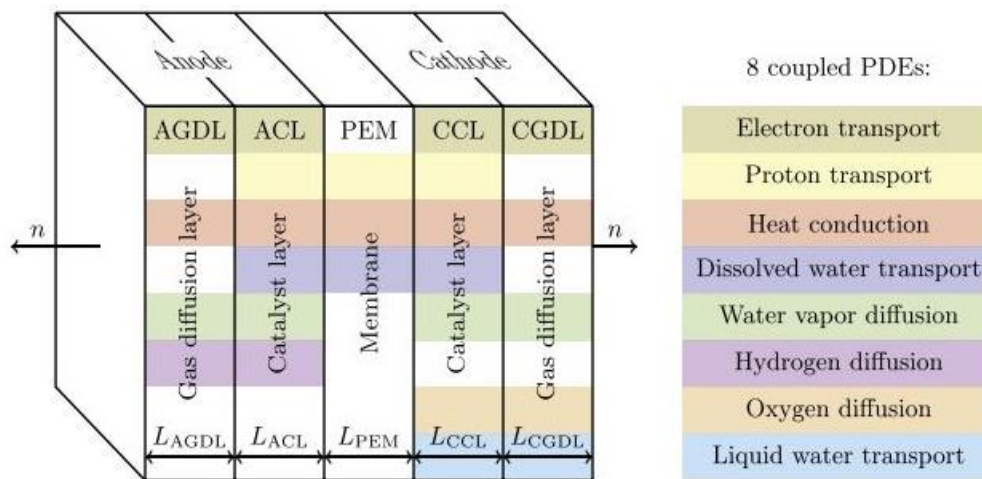 Anode
Cathode
8 coupled PDEs:
AGDL ACL PEM CCL CGDL
Electron transport
Proton transport
n
n
Gas diffusion layer
Catalyst layer
Membrane
Catalyst layer
Gas diffusion layer
Heat conduction
Dissolved water transport
Water vapor diffusion
Hydrogen diffusion
Oxygen diffusion
L_AGDL L_ACL L_PEM L_CCL L_CGDL
Liquid water transport